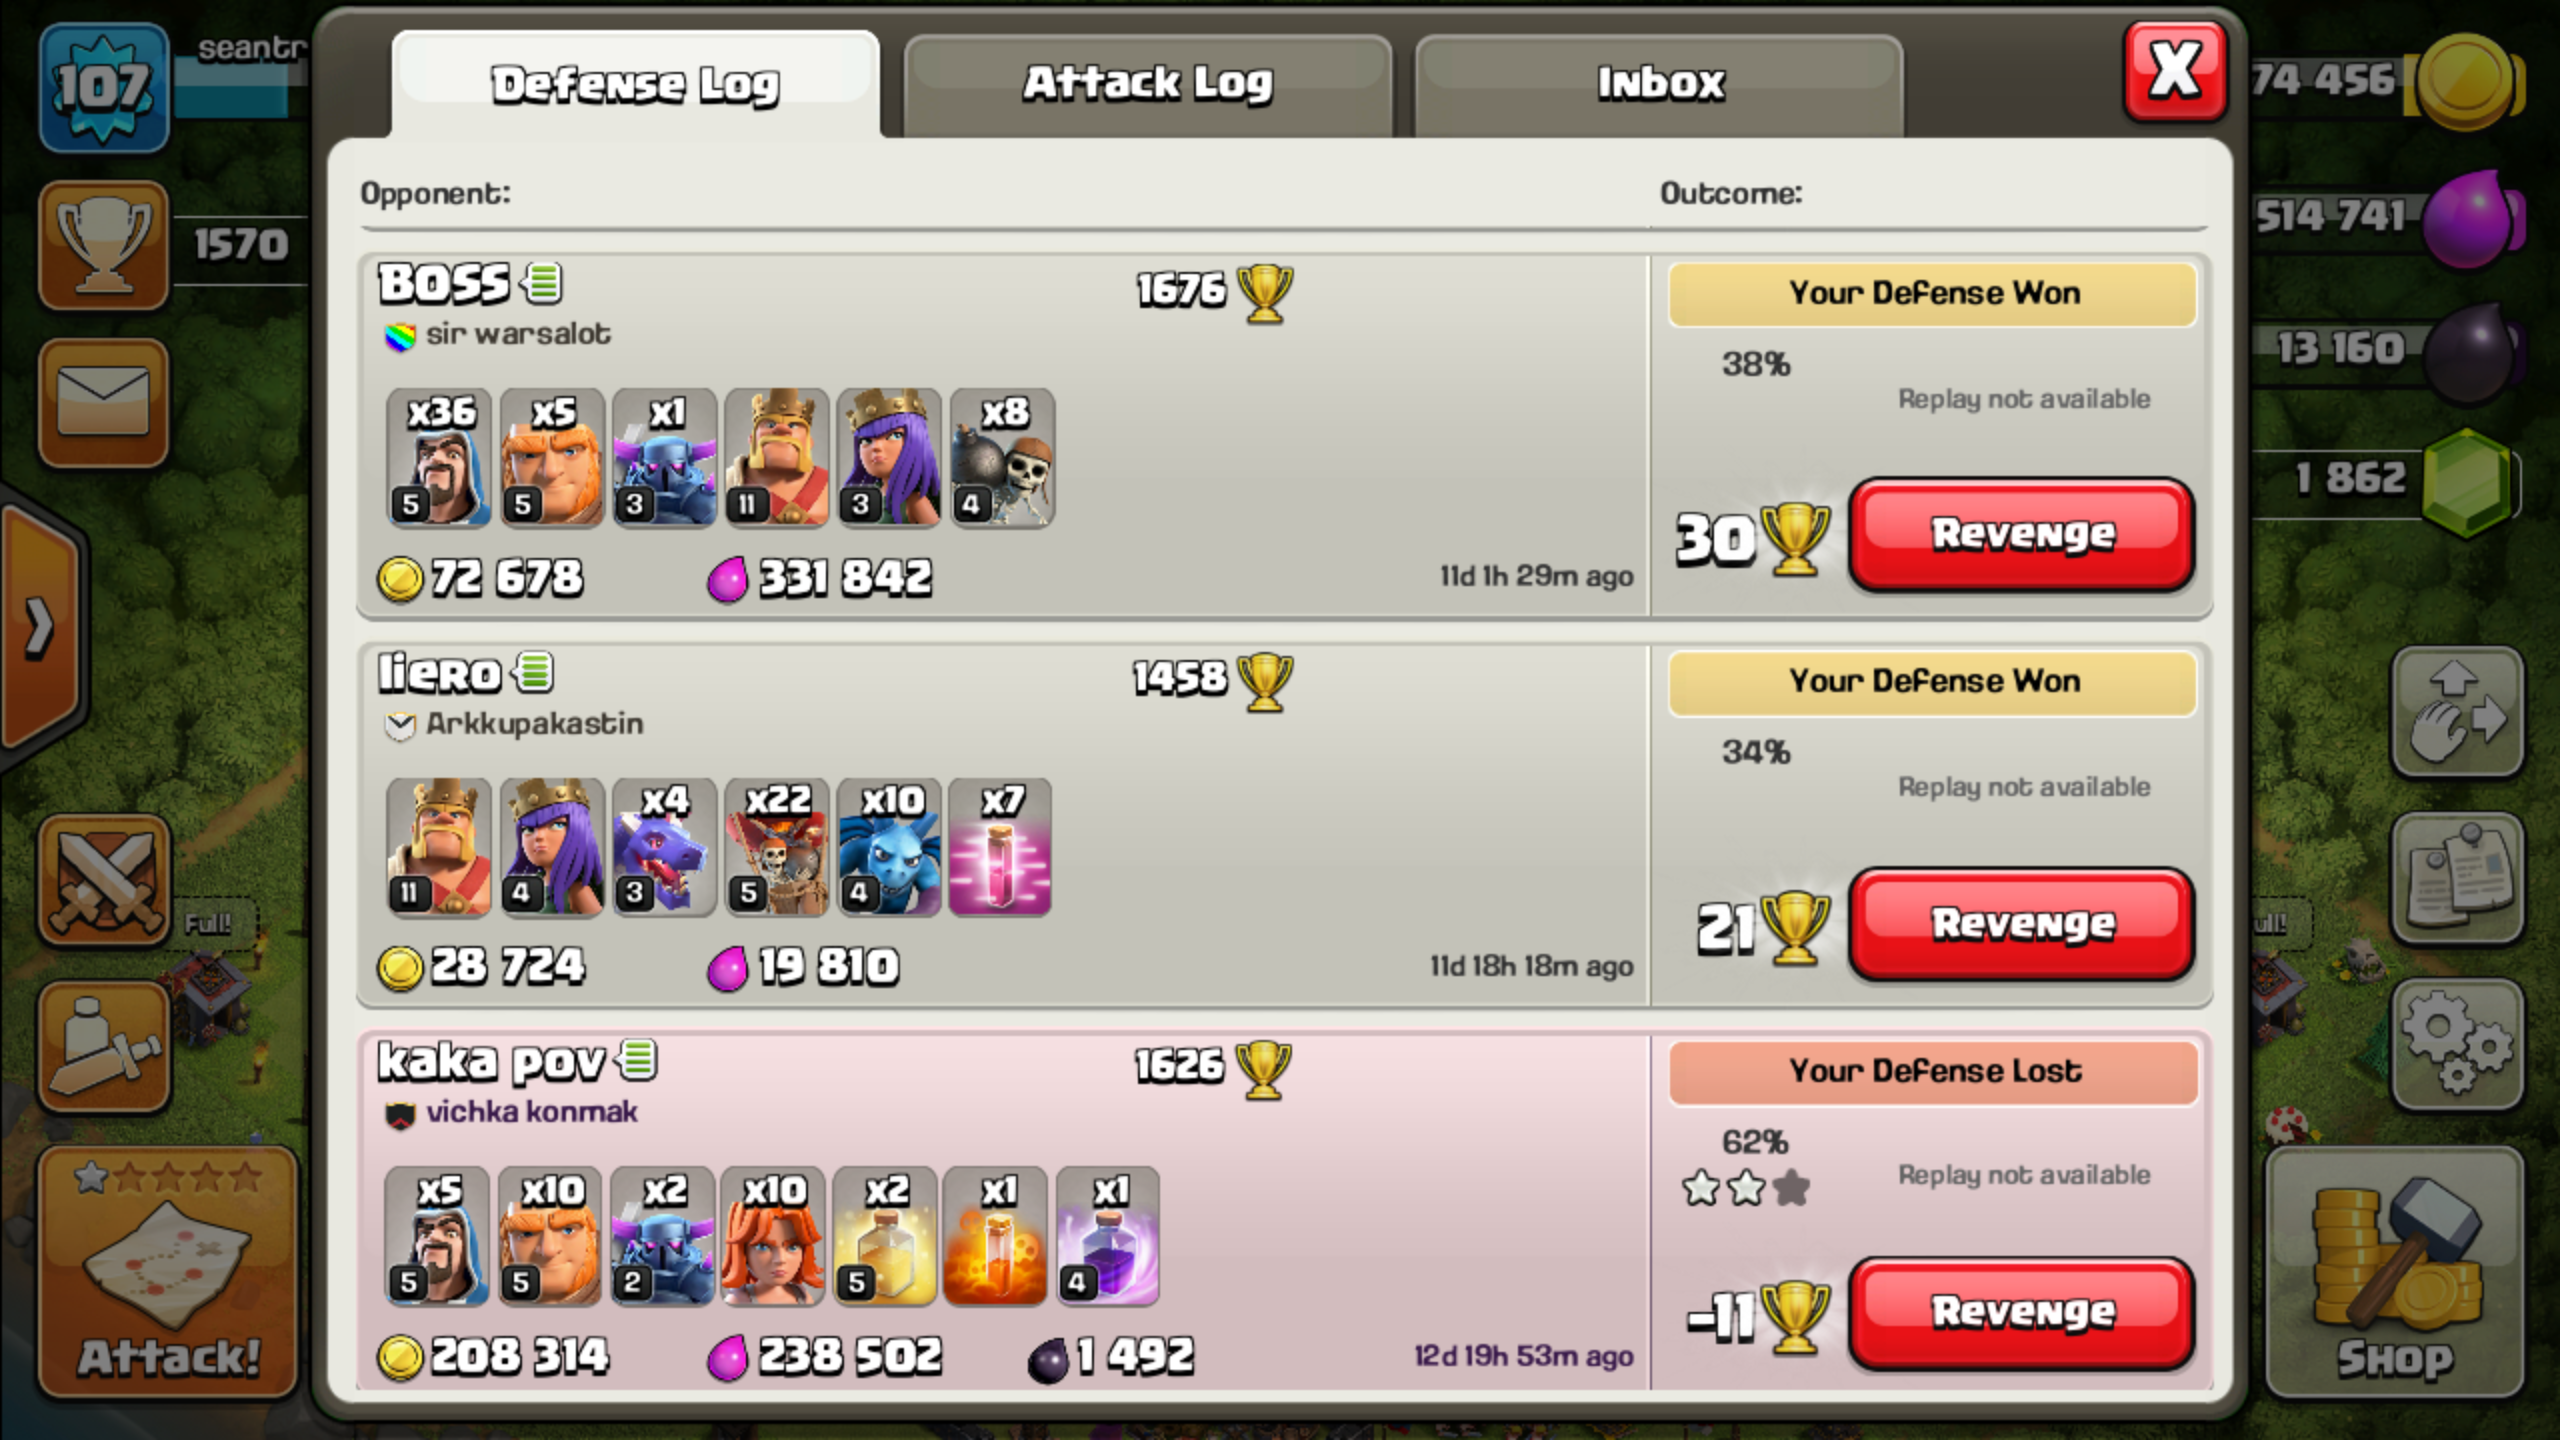 107
seantr
Defense Log
Attack Log
Inbox
X
74 456
1570
514 741
13 160
1 862
Opponent:
Outcome:
BOSS
1676
Your Defense Won
sir warsalot
38%
Replay not available
x36
x5
x1
x8
5
5
3
11
3
4
30
Revenge
72 678
331 842
11d 1h 29m ago
liero
1458
Your Defense Won
Arkkupakastin
34%
Replay not available
x4
x22
x10
x7
11
4
3
5
4
21
Revenge
28 724
19 810
11d 18h 18m ago
kaka pov
1626
Your Defense Lost
vichka konmak
62%
Replay not available
x5
x10
x2
x10
x2
x1
x1
5
5
2
5
4
-11
Revenge
208 314
238 502
1 492
12d 19h 53m ago
Full!
ull!
Attack!
Shop